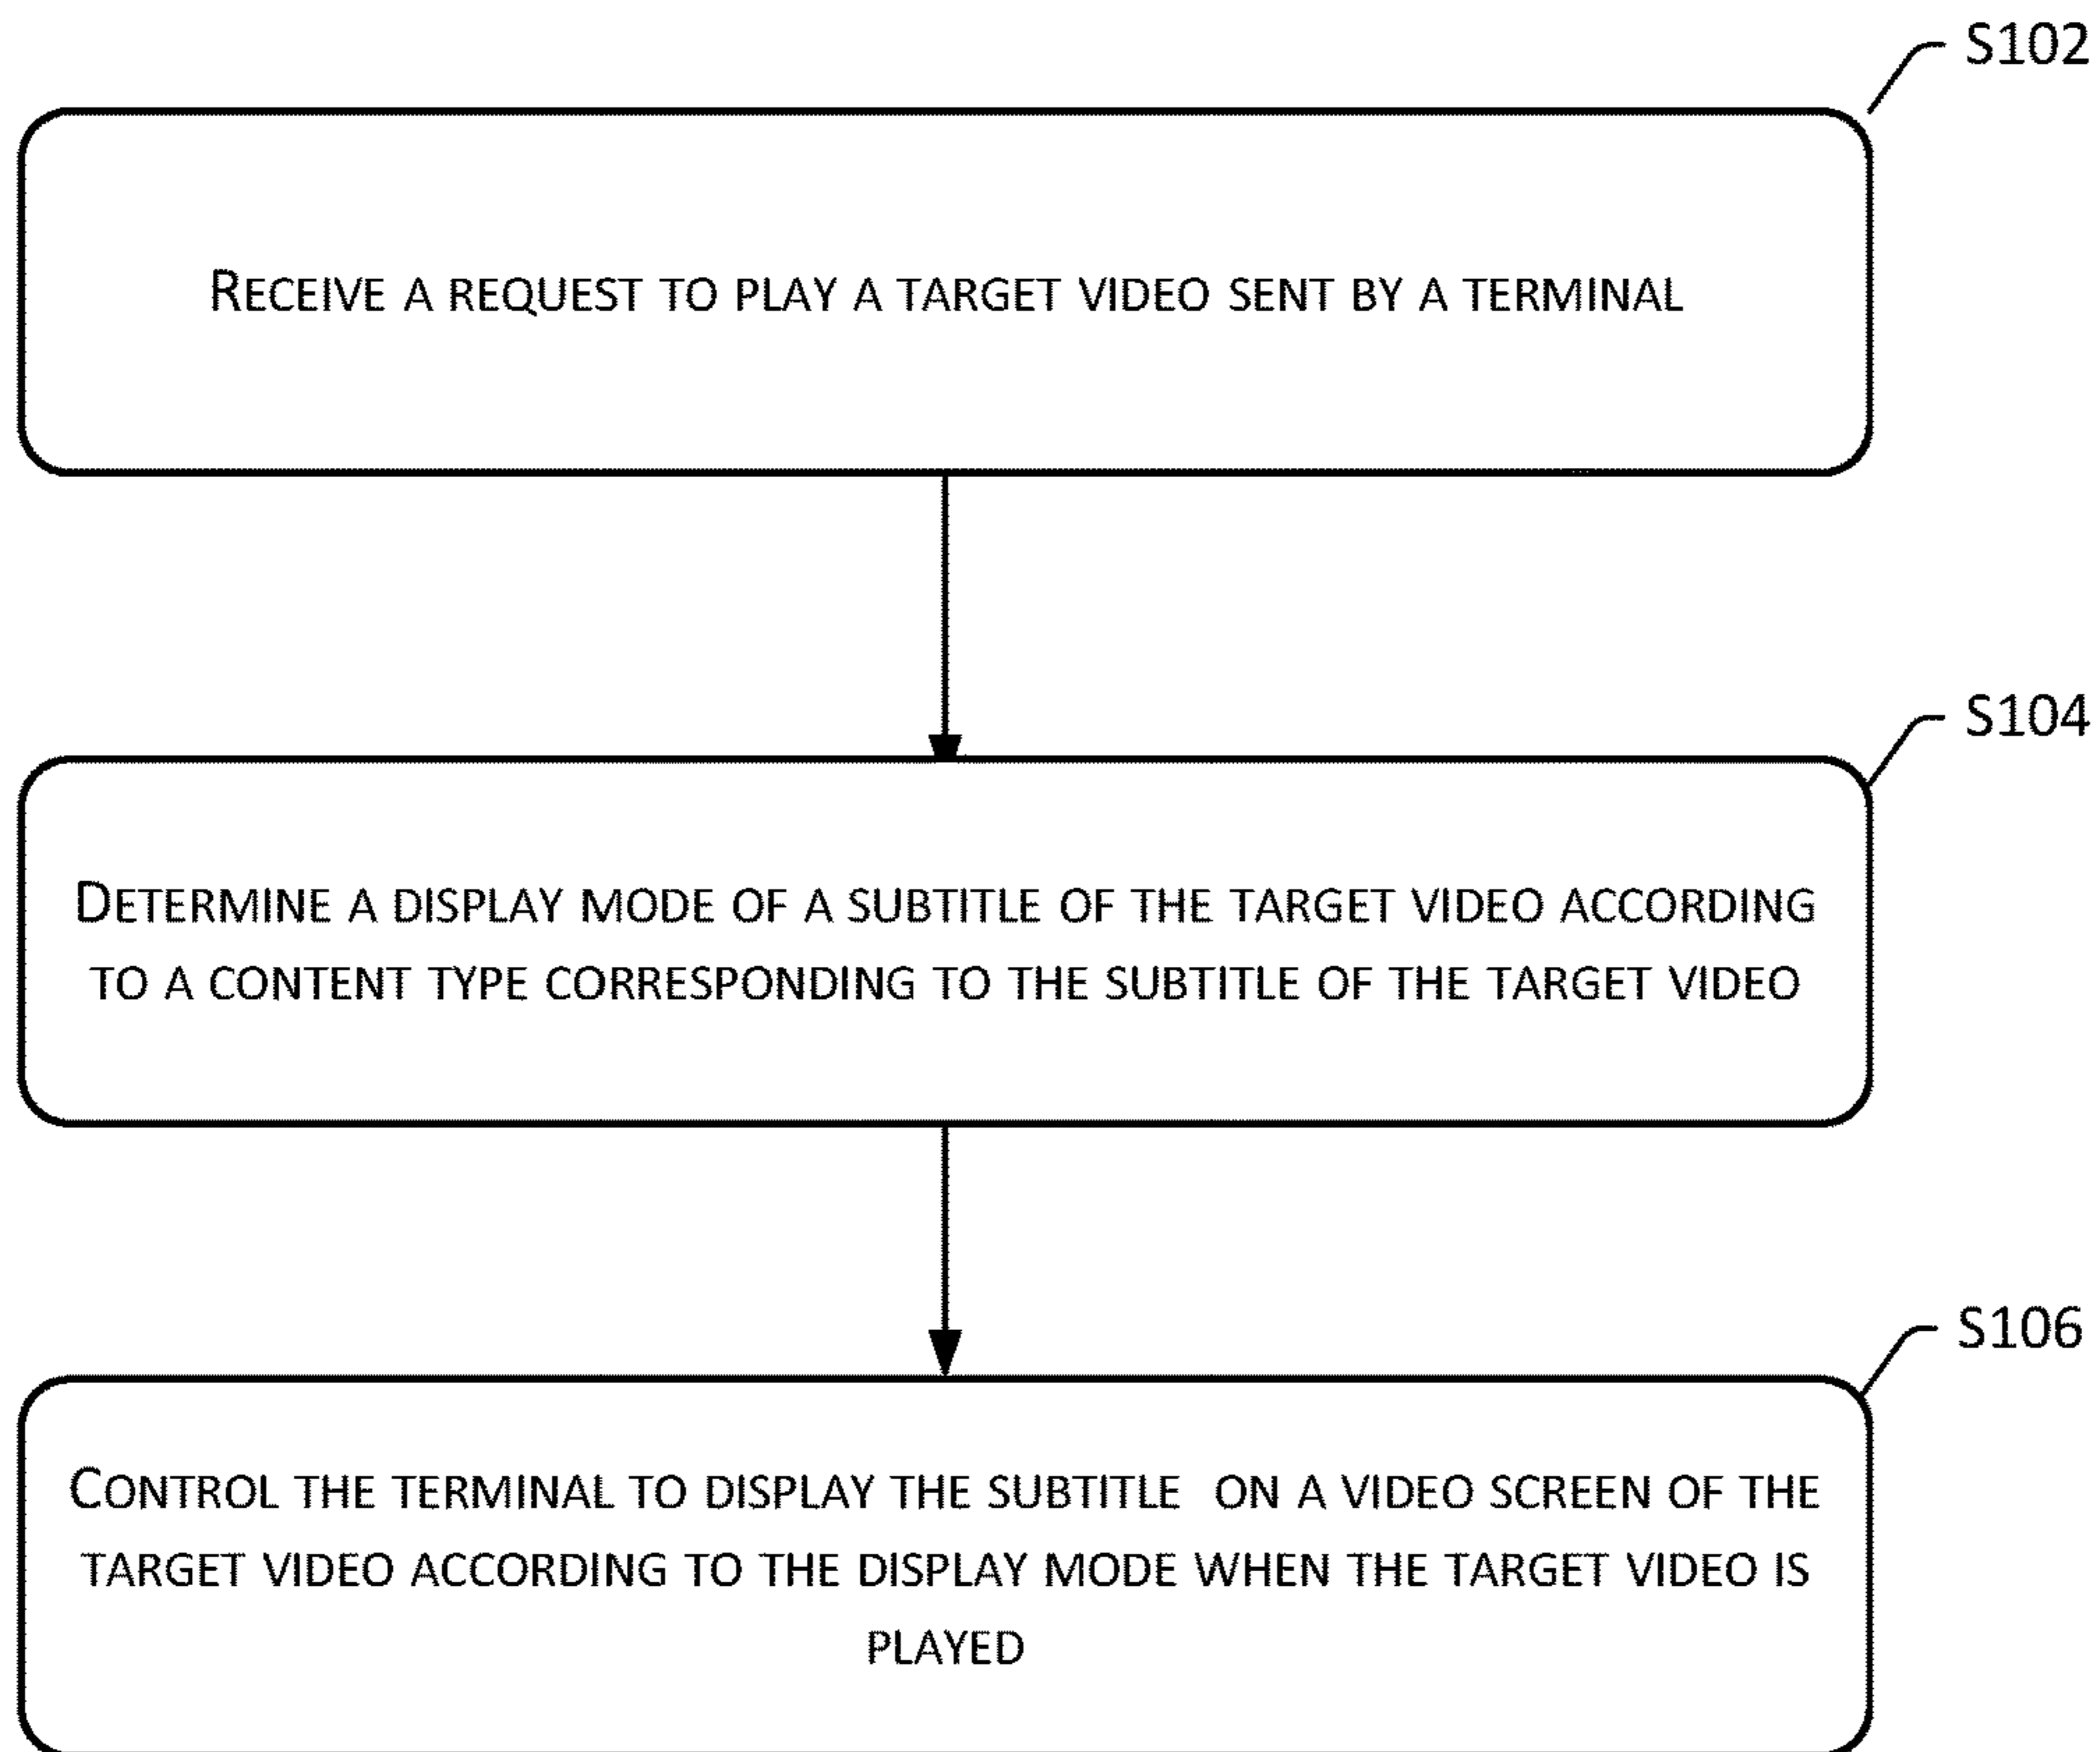 S102
RECEIVE A REQUEST TO PLAY A TARGET VIDEO SENT BY A TERMINAL
S104
DETERMINE A DISPLAY MODE OF A SUBTITLE OF THE TARGET VIDEO ACCORDING
TO A CONTENT TYPE CORRESPONDING TO THE SUBTITLE OF THE TARGET VIDEO
S106
CONTROL THE TERMINAL TO DISPLAY THE SUBTITLE ON A VIDEO SCREEN OF THE
TARGET VIDEO ACCORDING TO THE DISPLAY MODE WHEN THE TARGET VIDEO IS
PLAYED